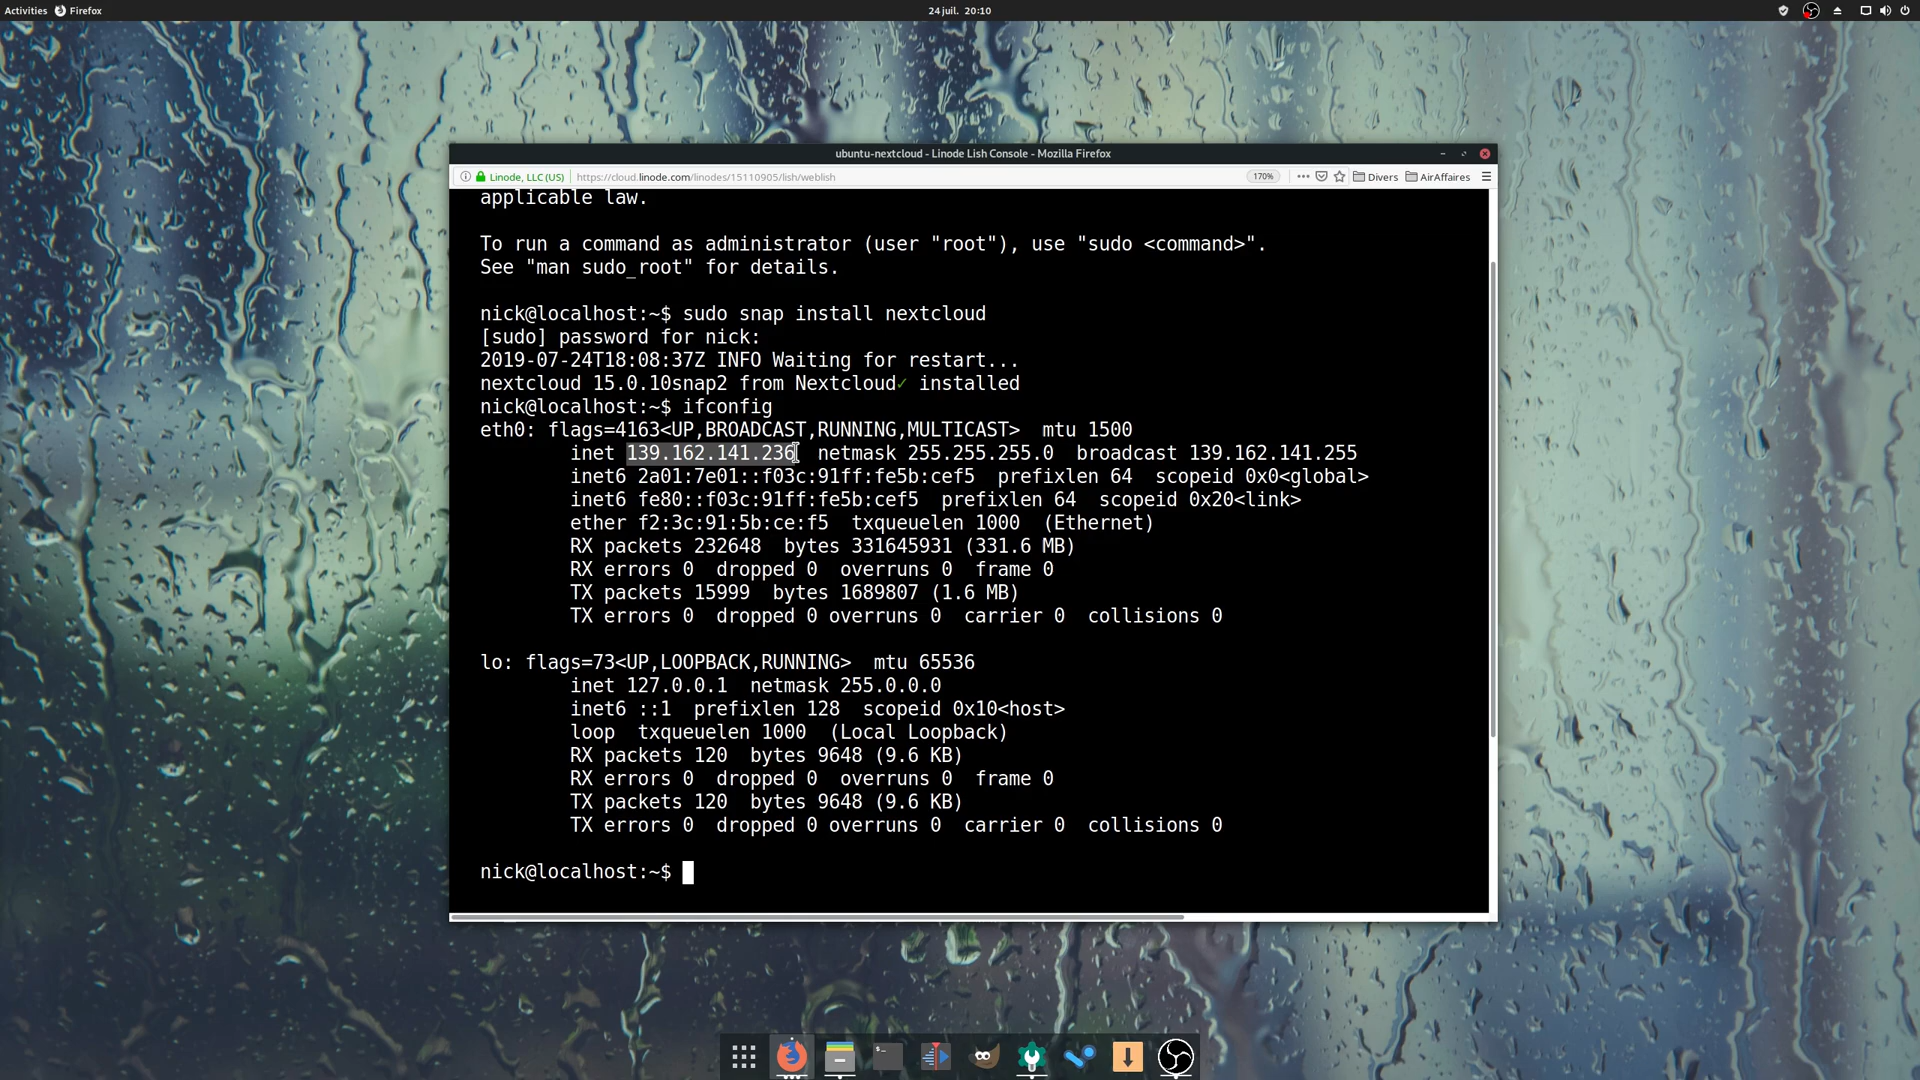 Activities Firefox 24 juil. 20:10
ubuntu-nextcloud - Linode Lish Console - Mozilla Firefox
Linode, LLC (US) https://cloud.linode.com/linodes/15110905/lish/weblish 170% Divers AirAffaires
applicable law.
To run a command as administrator (user "root"), use "sudo <command>".
See "man sudo_root" for details.
nick@localhost:~$ sudo snap install nextcloud
[sudo] password for nick:
2019-07-24T18:08:37Z INFO Waiting for restart...
nextcloud 15.0.10snap2 from Nextcloud✓ installed
nick@localhost:~$ ifconfig
eth0: flags=4163<UP,BROADCAST,RUNNING,MULTICAST>  mtu 1500
        inet 139.162.141.236  netmask 255.255.255.0  broadcast 139.162.141.255
        inet6 2a01:7e01::f03c:91ff:fe5b:cef5  prefixlen 64  scopeid 0x0<global>
        inet6 fe80::f03c:91ff:fe5b:cef5  prefixlen 64  scopeid 0x20<link>
        ether f2:3c:91:5b:ce:f5  txqueuelen 1000  (Ethernet)
        RX packets 232648  bytes 331645931 (331.6 MB)
        RX errors 0  dropped 0  overruns 0  frame 0
        TX packets 15999  bytes 1689807 (1.6 MB)
        TX errors 0  dropped 0 overruns 0  carrier 0  collisions 0
lo: flags=73<UP,LOOPBACK,RUNNING>  mtu 65536
        inet 127.0.0.1  netmask 255.0.0.0
        inet6 ::1  prefixlen 128  scopeid 0x10<host>
        loop  txqueuelen 1000  (Local Loopback)
        RX packets 120  bytes 9648 (9.6 KB)
        RX errors 0  dropped 0  overruns 0  frame 0
        TX packets 120  bytes 9648 (9.6 KB)
        TX errors 0  dropped 0 overruns 0  carrier 0  collisions 0
nick@localhost:~$